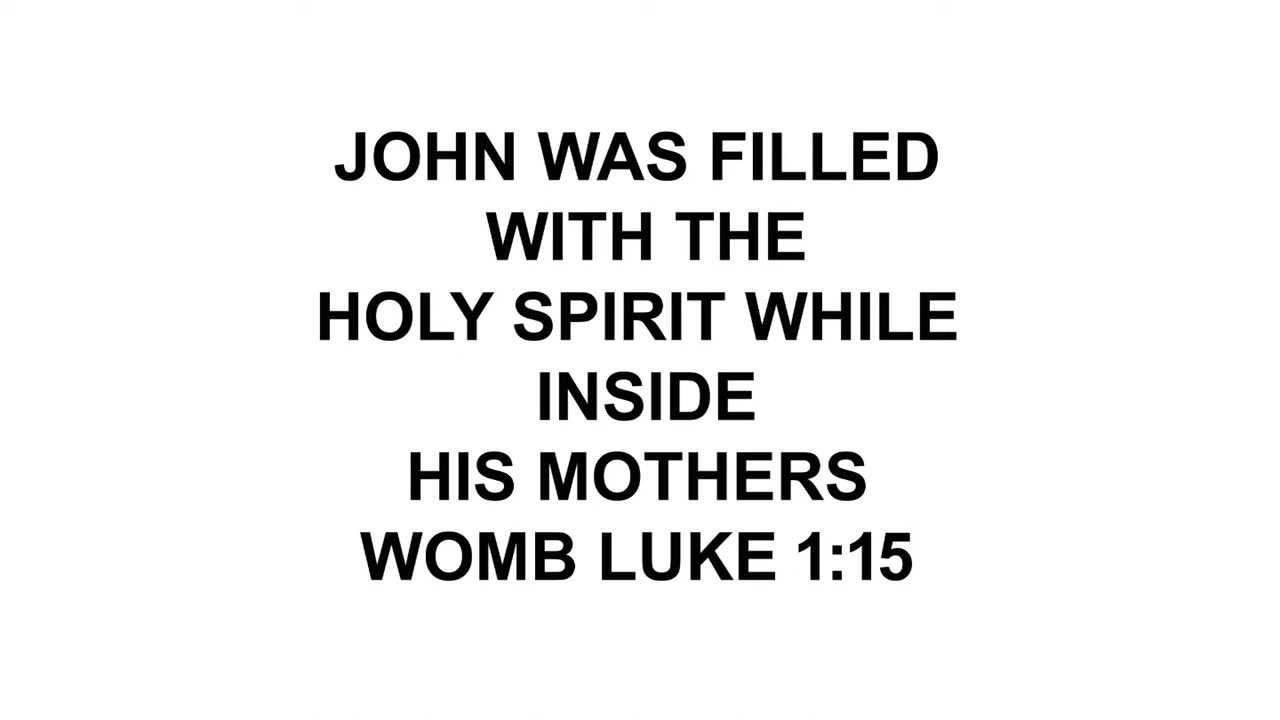 JOHN WAS FILLED
WITH THE
HOLY SPIRIT WHILE
INSIDE
HIS MOTHERS
WOMB LUKE 1:15